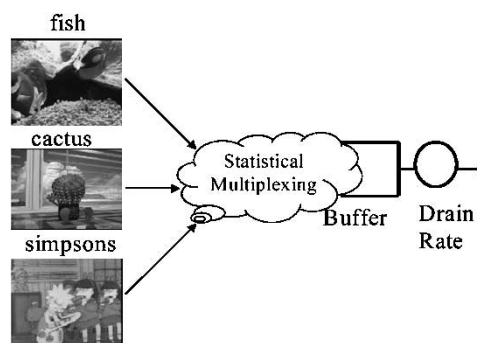 fish
cactus
simpsons
Statistical
Multiplexing
Buffer
Drain
Rate